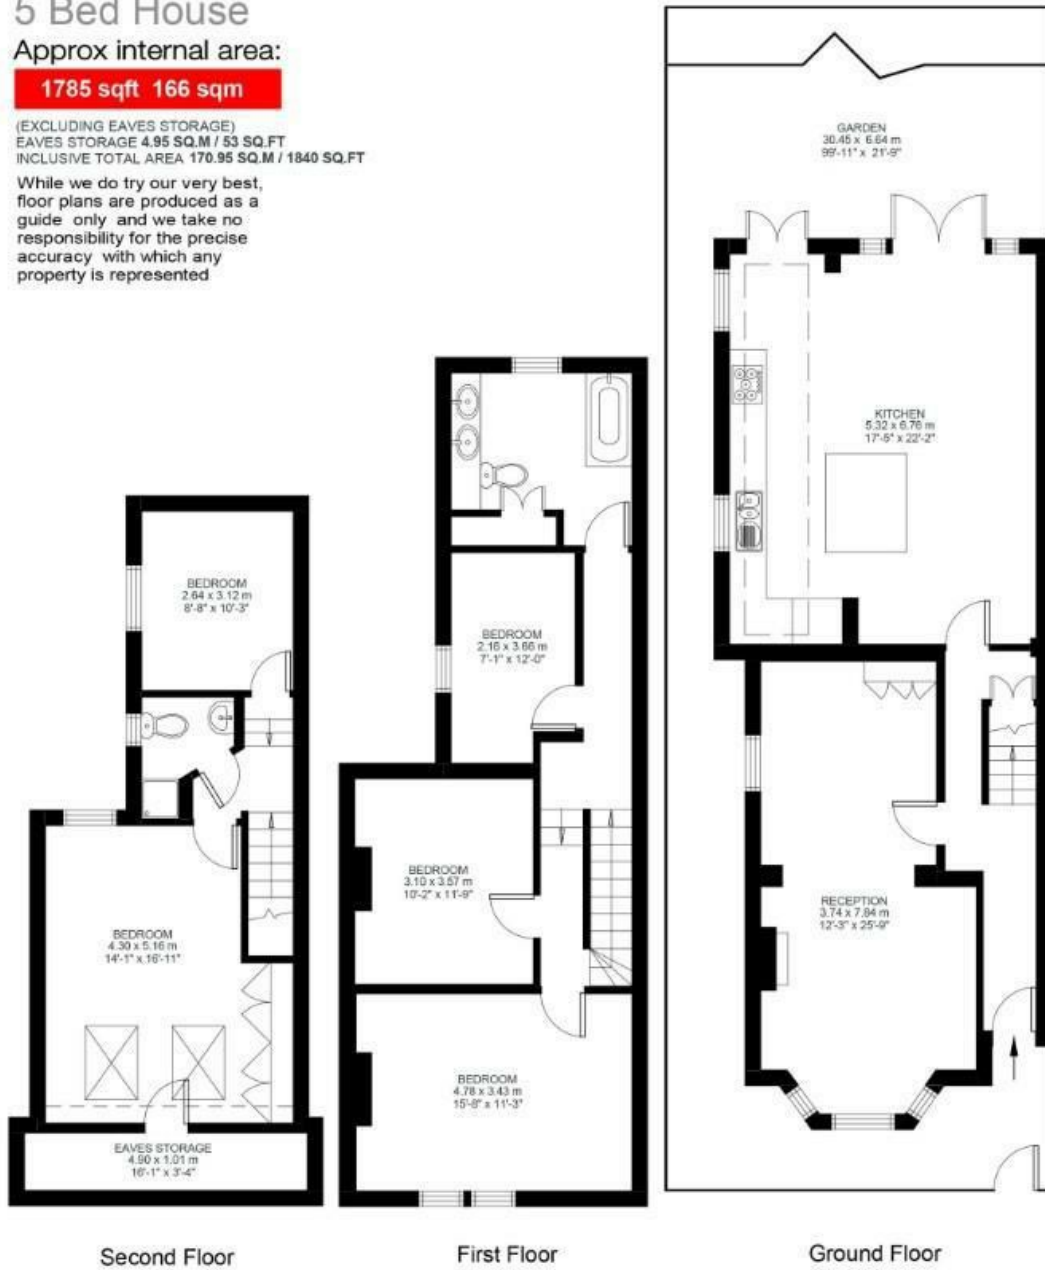 5 Bed House
Approx internal area:
1785 sqft 166 sqm
(EXCLUDING EAVES STORAGE)
EAVES STORAGE 4.95 SQ.M / 53 SQ.FT
INCLUSIVE TOTAL AREA 170.95 SQ.M / 1840 SQ.FT
While we do try our very best,
floor plans are produced as a
guide only and we take no
responsibility for the precise
accuracy with which any
property is represented
BEDROOM
2.64 x 3.12 m
8'-8" x 10'-3"
BEDROOM
4.30 x 5.16 m
14'-1" x 16'-11"
EAVES STORAGE
4.90 x 1.01 m
16'-1" x 3'-4"
Second Floor
BEDROOM
2.16 x 3.66 m
7'-1" x 12'-0"
BEDROOM
3.10 x 3.57 m
10'-2" x 11'-9"
BEDROOM
4.78 x 3.43 m
15'-8" x 11'-3"
First Floor
GARDEN
30.45 x 6.64 m
99'-11" x 21'-9"
KITCHEN
5.32 x 6.76 m
17'-5" x 22'-2"
RECEPTION
3.74 x 7.84 m
12'-3" x 25'-9"
Ground Floor